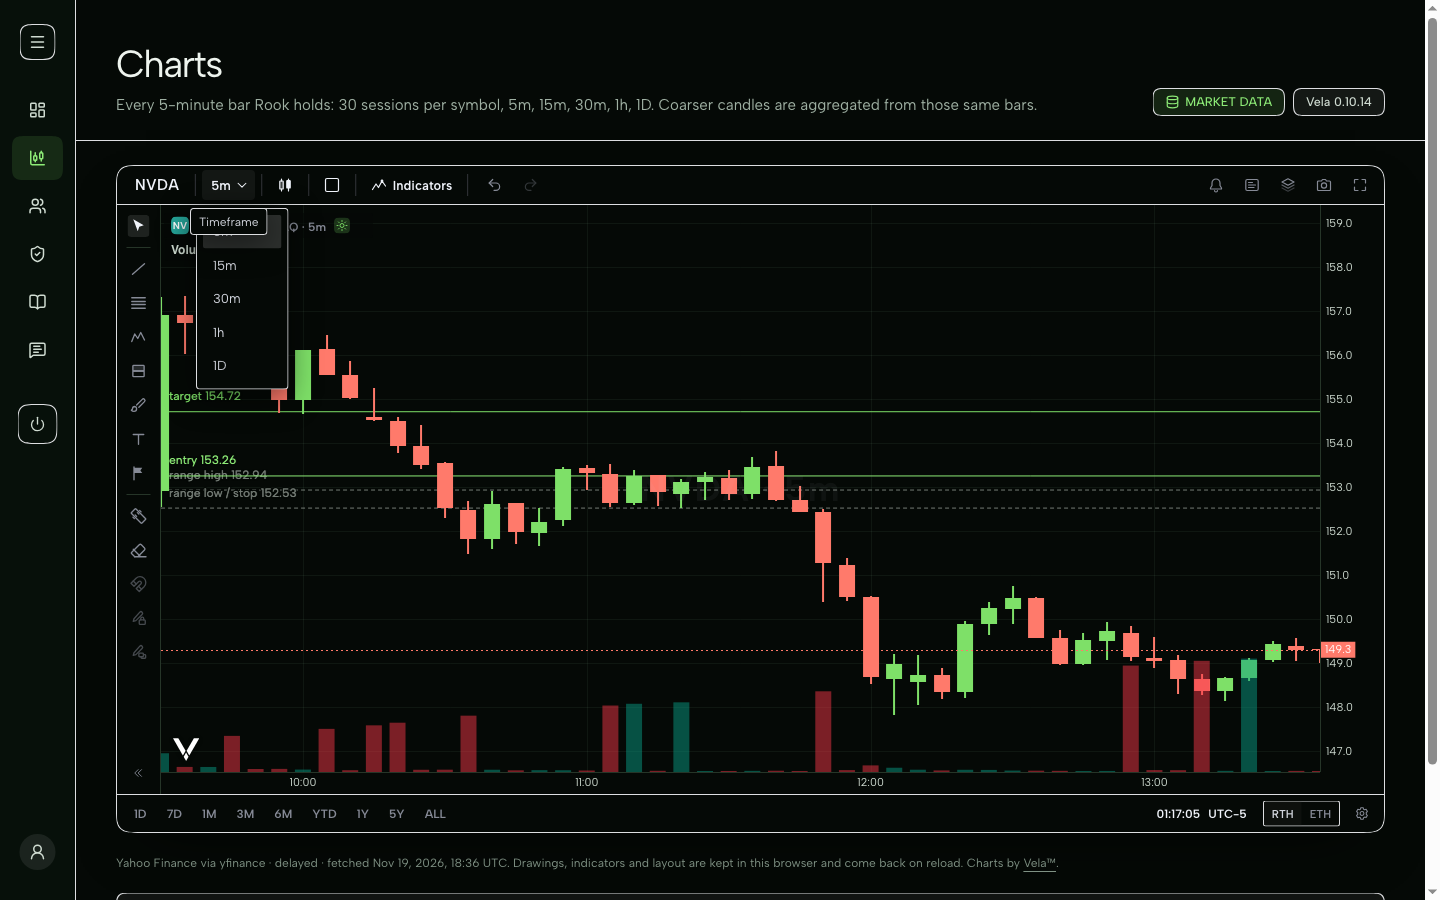 Charts
Every 5-minute bar Rook holds: 30 sessions per symbol, 5m, 15m, 30m, 1h, 1D. Coarser candles are aggregated from those same bars.
MARKET DATA
Vela 0.10.14
NVDA
5m
Indicators
NV
Timeframe
· 5m
Volu
15m
30m
1h
1D
target 154.72
entry 153.26
range high 152.94
range low / stop 152.53
159.0
158.0
157.0
156.0
155.0
154.0
153.0
152.0
151.0
150.0
149.3
149.0
148.0
147.0
10:00
11:00
12:00
13:00
1D 7D 1M 3M 6M YTD 1Y 5Y ALL
01:17:05 UTC-5
RTH ETH
Yahoo Finance via yfinance · delayed · fetched Nov 19, 2026, 18:36 UTC. Drawings, indicators and layout are kept in this browser and come back on reload. Charts by Vela™.